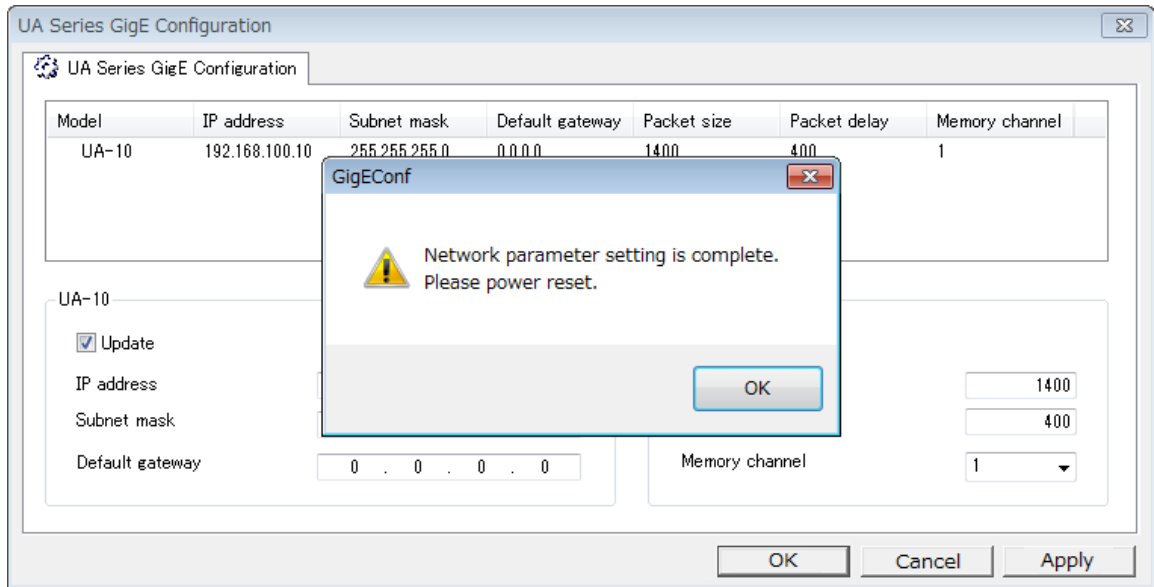 UA Series GigE Configuration
UA Series GigE Configuration
Model IP address Subnet mask Default gateway Packet size Packet delay Memory channel
UA-10 192.168.100.10 255.255.255.0 0.0.0.0 1400 400 1
GigEConf
Network parameter setting is complete.
Please power reset.
OK
UA-10
Update
IP address
Subnet mask
Default gateway 0 . 0 . 0 . 0
1400
400
Memory channel 1
OK Cancel Apply